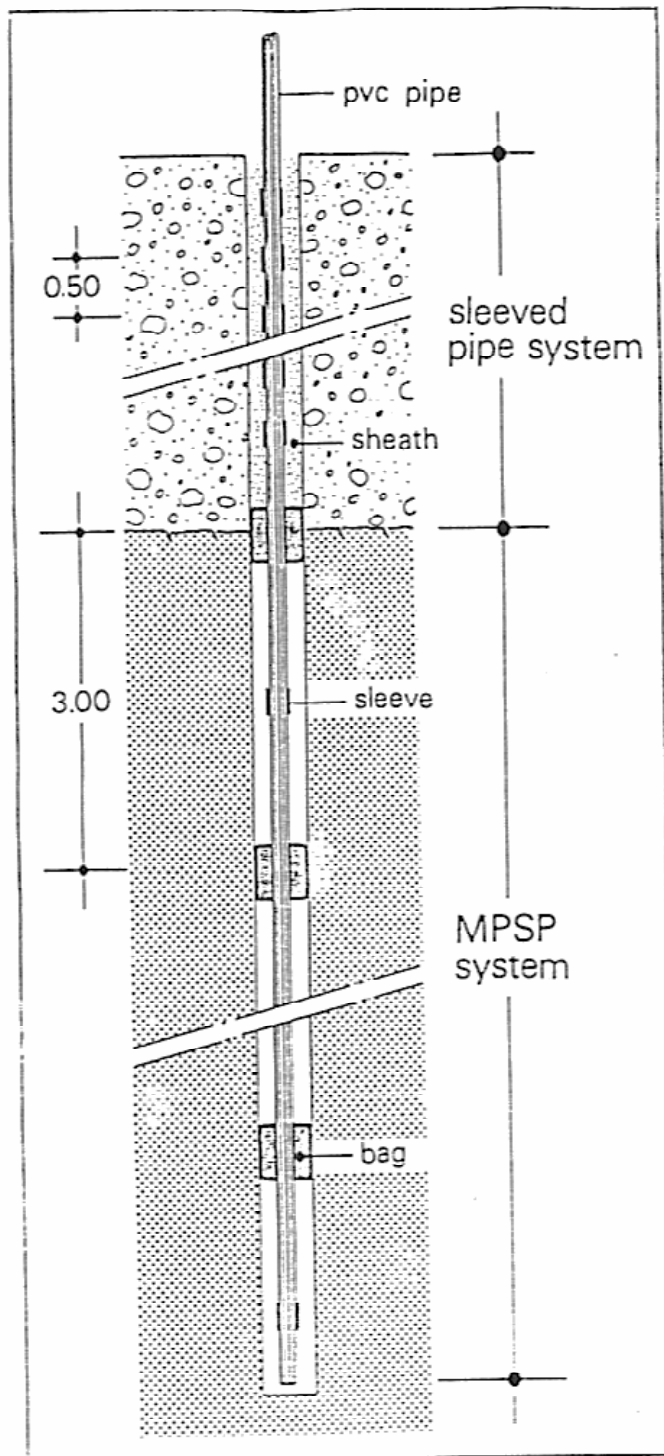 pvc pipe
0.50
sleeved
pipe system
sheath
3.00
sleeve
MPSP
system
bag